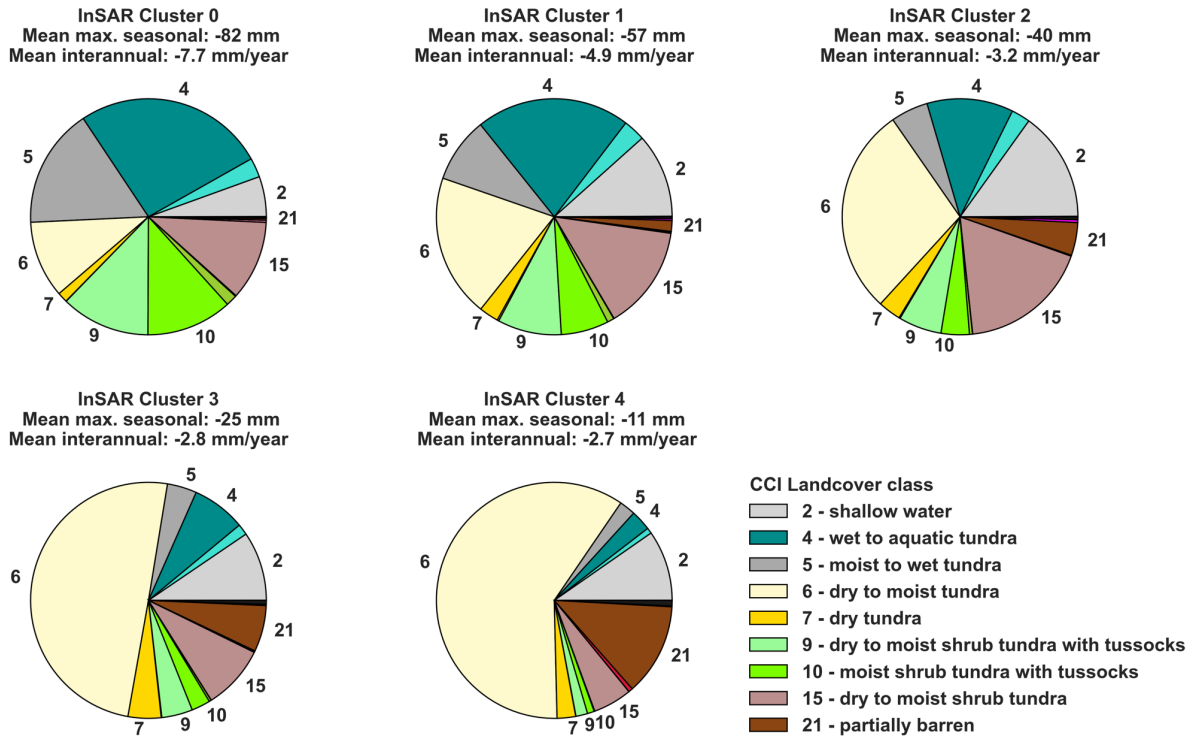 InSAR Cluster 0
Mean max. seasonal: -82 mm
Mean interannual: -7.7 mm/year
4
5
2
21
6
15
7
9
10
InSAR Cluster 1
Mean max. seasonal: -57 mm
Mean interannual: -4.9 mm/year
4
5
2
21
6
15
7
9
10
InSAR Cluster 2
Mean max. seasonal: -40 mm
Mean interannual: -3.2 mm/year
4
5
2
6
21
15
7
9
10
InSAR Cluster 3
Mean max. seasonal: -25 mm
Mean interannual: -2.8 mm/year
5
4
2
6
21
15
10
7
9
InSAR Cluster 4
Mean max. seasonal: -11 mm
Mean interannual: -2.7 mm/year
5
4
2
6
21
15
7
9
10
CCI Landcover class
2 - shallow water
4 - wet to aquatic tundra
5 - moist to wet tundra
6 - dry to moist tundra
7 - dry tundra
9 - dry to moist shrub tundra with tussocks
10 - moist shrub tundra with tussocks
15 - dry to moist shrub tundra
21 - partially barren